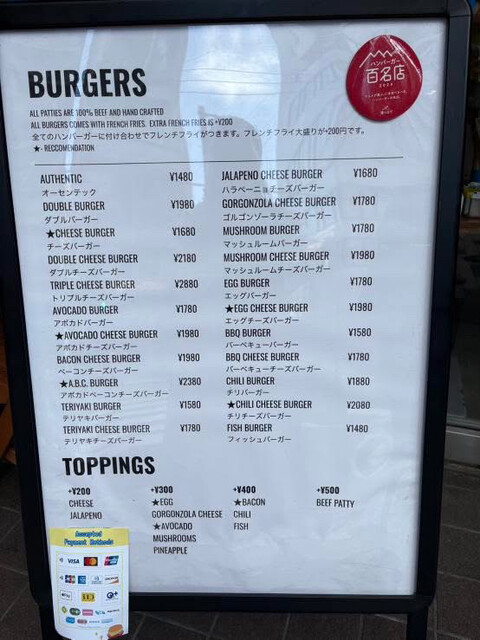 BURGERS
ハンバーガー
百名店
2024
ALL PATTIES ARE 100% BEEF AND HAND CRAFTED
ALL BURGERS COMES WITH FRENCH FRIES. EXTRA FRENCH FRIES IS +¥200
全てのハンバーガーに付け合わせでフレンチフライがつきます。フレンチフライ大盛りが+200円です。
★- RECCOMENDATION
AUTHENTIC ¥1480
オーセンテック
DOUBLE BURGER ¥1980
ダブルバーガー
★CHEESE BURGER ¥1680
チーズバーガー
DOUBLE CHEESE BURGER ¥2180
ダブルチーズバーガー
TRIPLE CHEESE BURGER ¥2880
トリプルチーズバーガー
AVOCADO BURGER ¥1780
アボカドバーガー
★AVOCADO CHEESE BURGER ¥1980
アボカドチーズバーガー
BACON CHEESE BURGER ¥1980
ベーコンチーズバーガー
★A.B.C. BURGER ¥2380
アボカドベーコンチーズバーガー
TERIYAKI BURGER ¥1580
テリヤキバーガー
TERIYAKI CHEESE BURGER ¥1780
テリヤキチーズバーガー
JALAPENO CHEESE BURGER ¥1680
ハラペーニョチーズバーガー
GORGONZOLA CHEESE BURGER ¥1780
ゴルゴンゾーラチーズバーガー
MUSHROOM BURGER ¥1780
マッシュルームバーガー
MUSHROOM CHEESE BURGER ¥1980
マッシュルームチーズバーガー
EGG BURGER ¥1780
エッグバーガー
★EGG CHEESE BURGER ¥1980
エッグチーズバーガー
BBQ BURGER ¥1580
バーベキューバーガー
BBQ CHEESE BURGER ¥1780
バーベキューチーズバーガー
CHILI BURGER ¥1880
チリバーガー
★CHILI CHEESE BURGER ¥2080
チリチーズバーガー
FISH BURGER ¥1480
フィッシュバーガー
TOPPINGS
+¥200
CHEESE
JALAPENO
+¥300
★EGG
GORGONZOLA CHEESE
★AVOCADO
MUSHROOMS
PINEAPPLE
+¥400
★BACON
CHILI
FISH
+¥500
BEEF PATTY
Accepted
Payment Methods
VISA